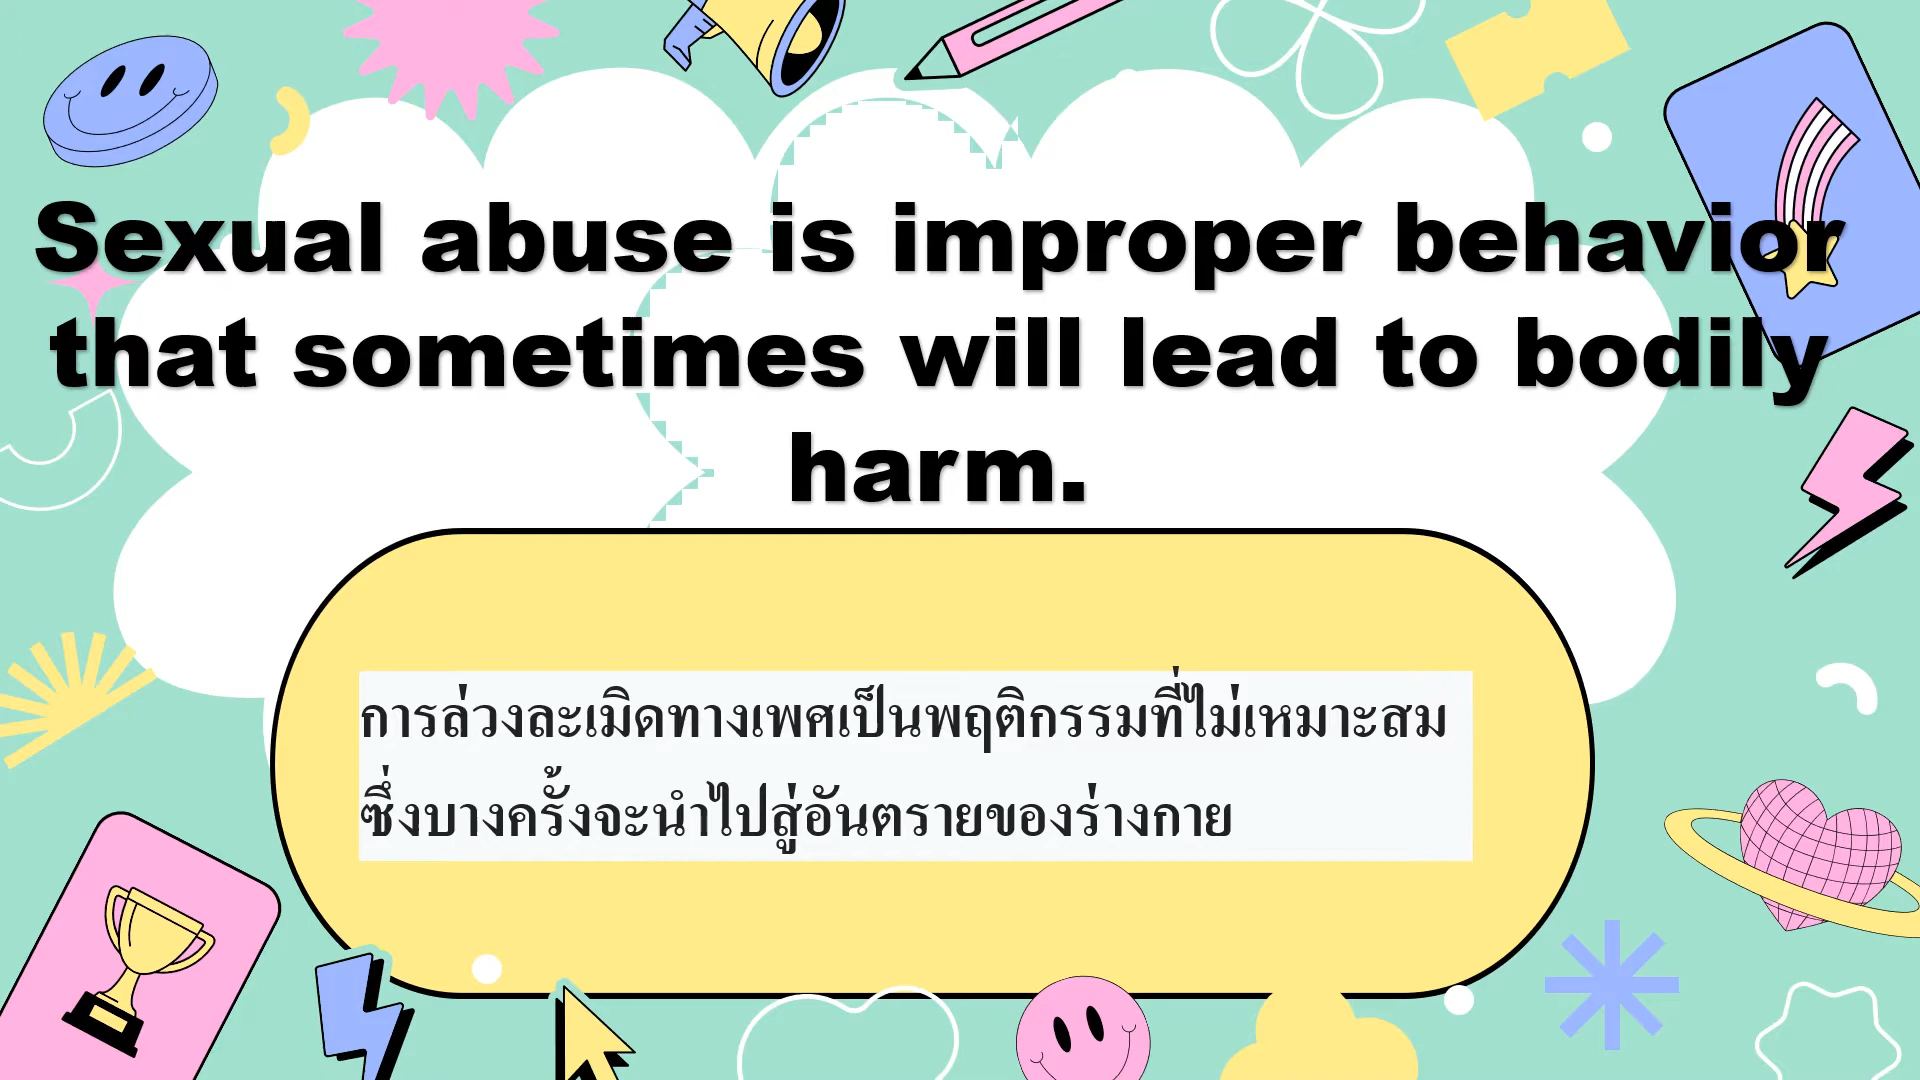 Sexual abuse is improper behavior
that sometimes will lead to bodily
harm.
การล่วงละเมิดทางเพศเป็นพฤติกรรมที่ไม่เหมาะสม
ซึ่งบางครั้งจะนำไปสู่อันตรายของร่างกาย